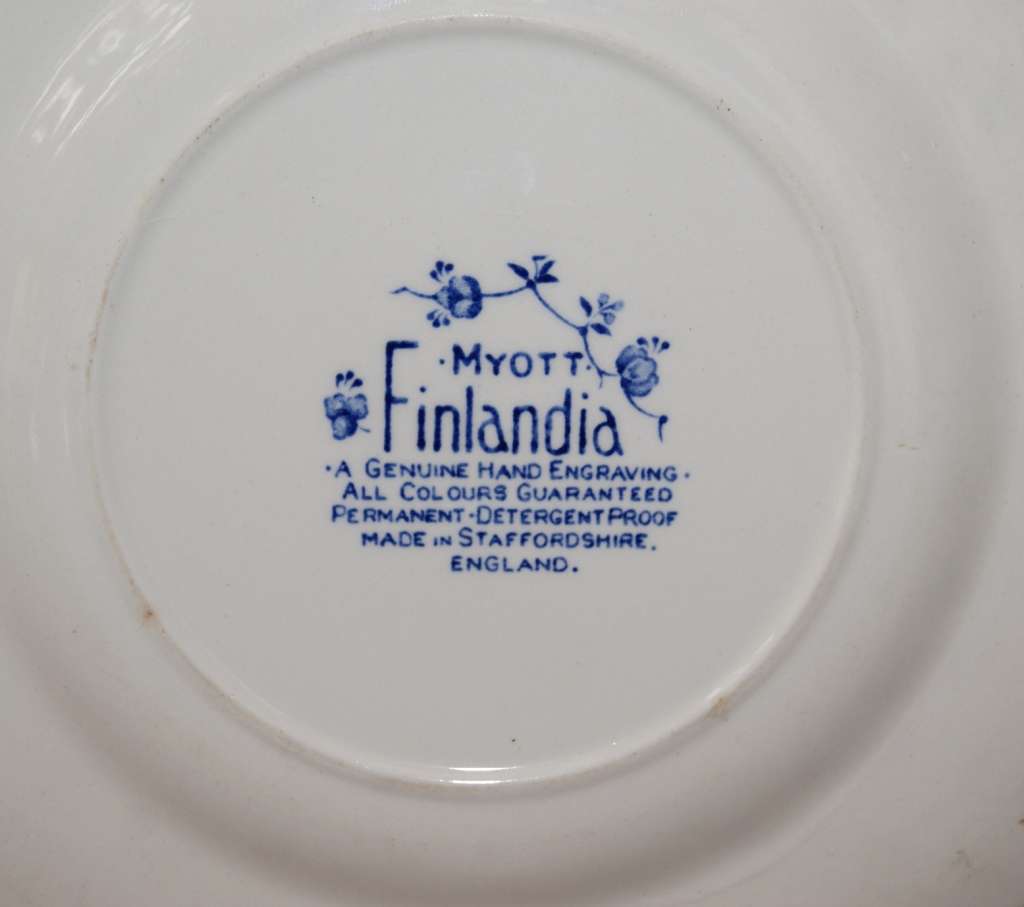 ·MYOTT·
Finlandia
·A GENUINE HAND ENGRAVING·
ALL COLOURS GUARANTEED
PERMANENT·DETERGENT PROOF
MADE IN STAFFORDSHIRE.
ENGLAND.